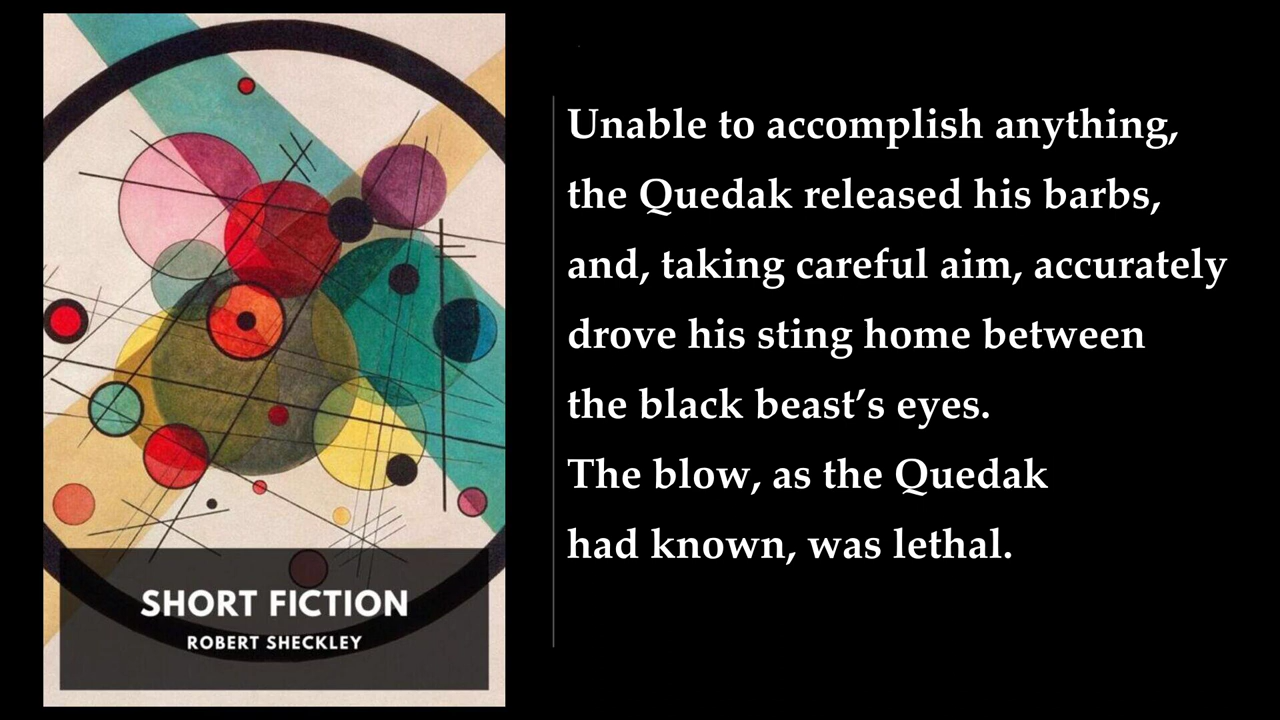 SHORT FICTION
ROBERT SHECKLEY
Unable to accomplish anything,
the Quedak released his barbs,
and, taking careful aim, accurately
drove his sting home between
the black beast’s eyes.
The blow, as the Quedak
had known, was lethal.